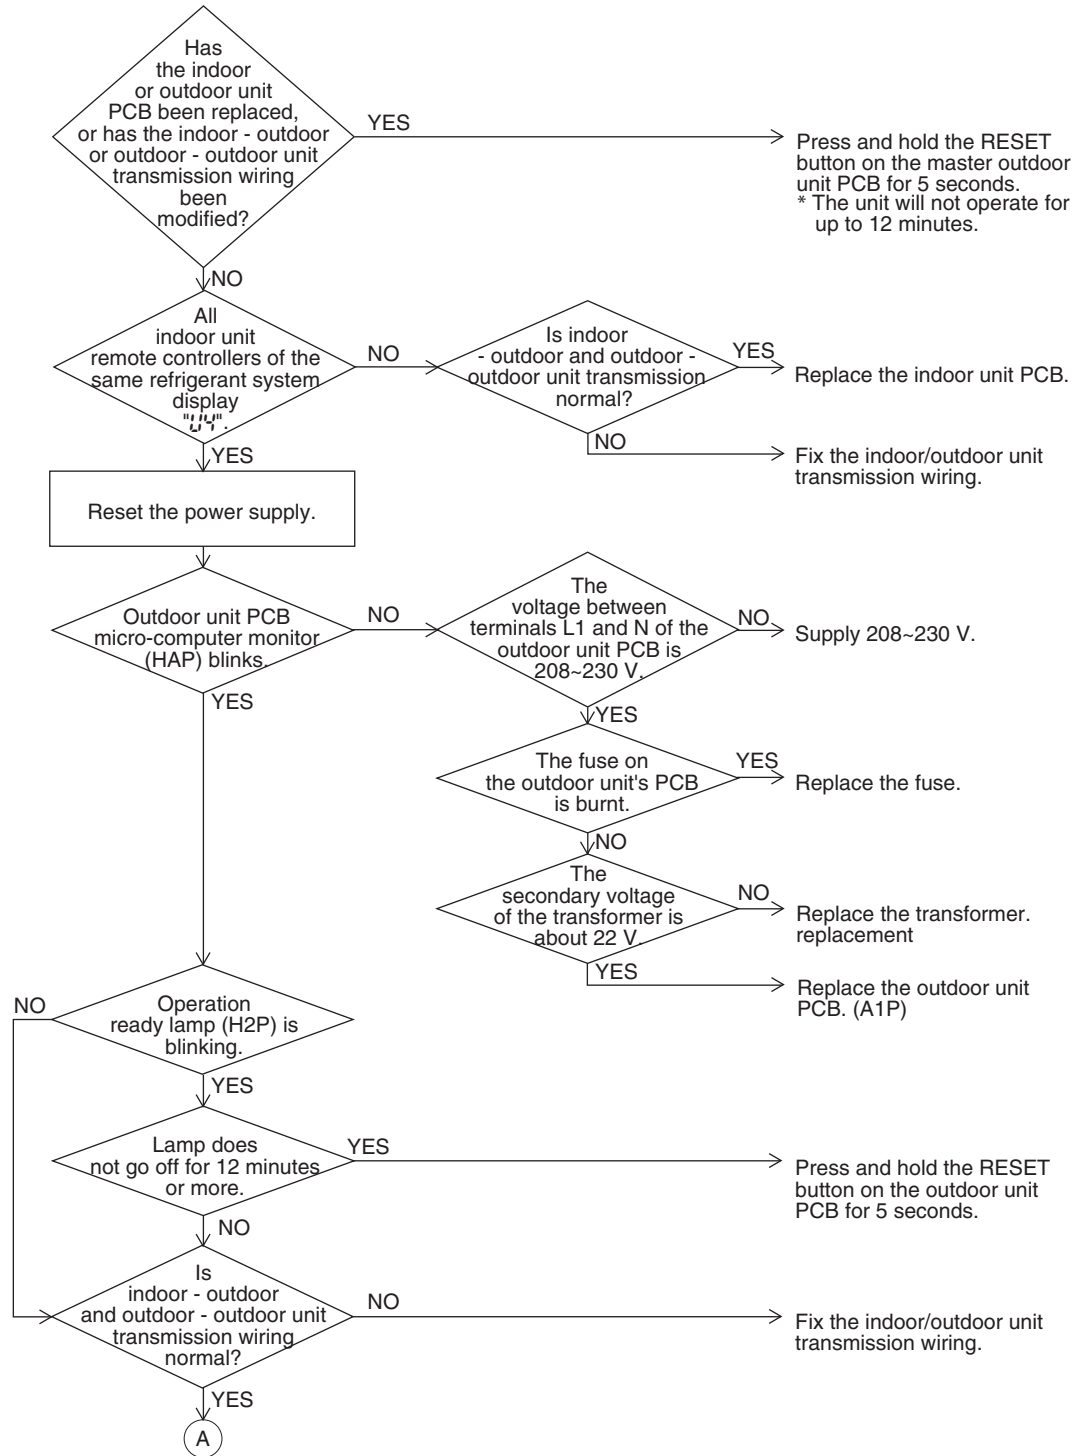 Has
the indoor
or outdoor unit
PCB been replaced,
or has the indoor - outdoor
or outdoor - outdoor unit
transmission wiring
been
modified?
YES
Press and hold the RESET
button on the master outdoor
unit PCB for 5 seconds.
* The unit will not operate for
up to 12 minutes.
NO
All
indoor unit
remote controllers of the
same refrigerant system
display
"U4".
NO
Is indoor
- outdoor and outdoor -
outdoor unit transmission
normal?
YES
Replace the indoor unit PCB.
NO
Fix the indoor/outdoor unit
transmission wiring.
YES
Reset the power supply.
Outdoor unit PCB
micro-computer monitor
(HAP) blinks.
NO
The
voltage between
terminals L1 and N of the
outdoor unit PCB is
208~230 V.
NO
Supply 208~230 V.
YES
YES
The fuse on
the outdoor unit's PCB
is burnt.
YES
Replace the fuse.
NO
The
secondary voltage
of the transformer is
about 22 V.
NO
Replace the transformer.
replacement
YES
Replace the outdoor unit
PCB. (A1P)
NO
Operation
ready lamp (H2P) is
blinking.
YES
Lamp does
not go off for 12 minutes
or more.
YES
Press and hold the RESET
button on the outdoor unit
PCB for 5 seconds.
NO
Is
indoor - outdoor
and outdoor - outdoor unit
transmission wiring
normal?
NO
Fix the indoor/outdoor unit
transmission wiring.
YES
A